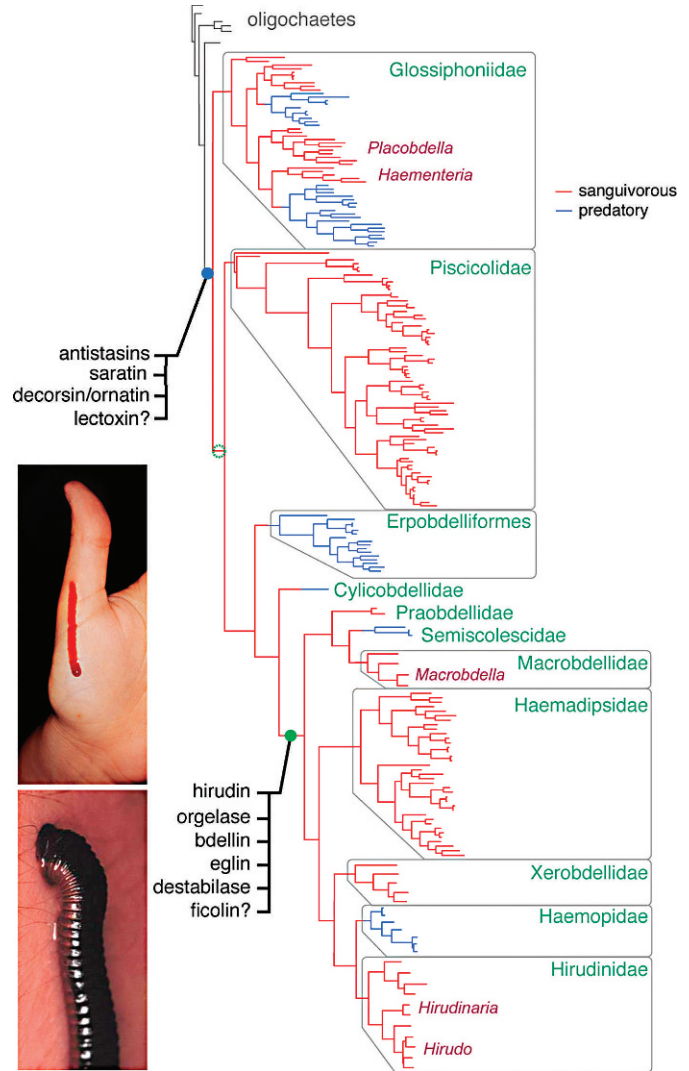 oligochaetes
Glossiphoniidae
Placobdella
Haementeria
sanguivorous
predatory
Piscicolidae
antistasins
saratin
decorsin/ornatin
lectoxin?
Erpobdelliformes
Cylicobdellidae
Praobdellidae
Semiscolescidae
Macrobdellidae
Macrobdella
Haemadipsidae
hirudin
orgelase
bdellin
eglin
destabilase
ficolin?
Xerobdellidae
Haemopidae
Hirudinidae
Hirudinaria
Hirudo